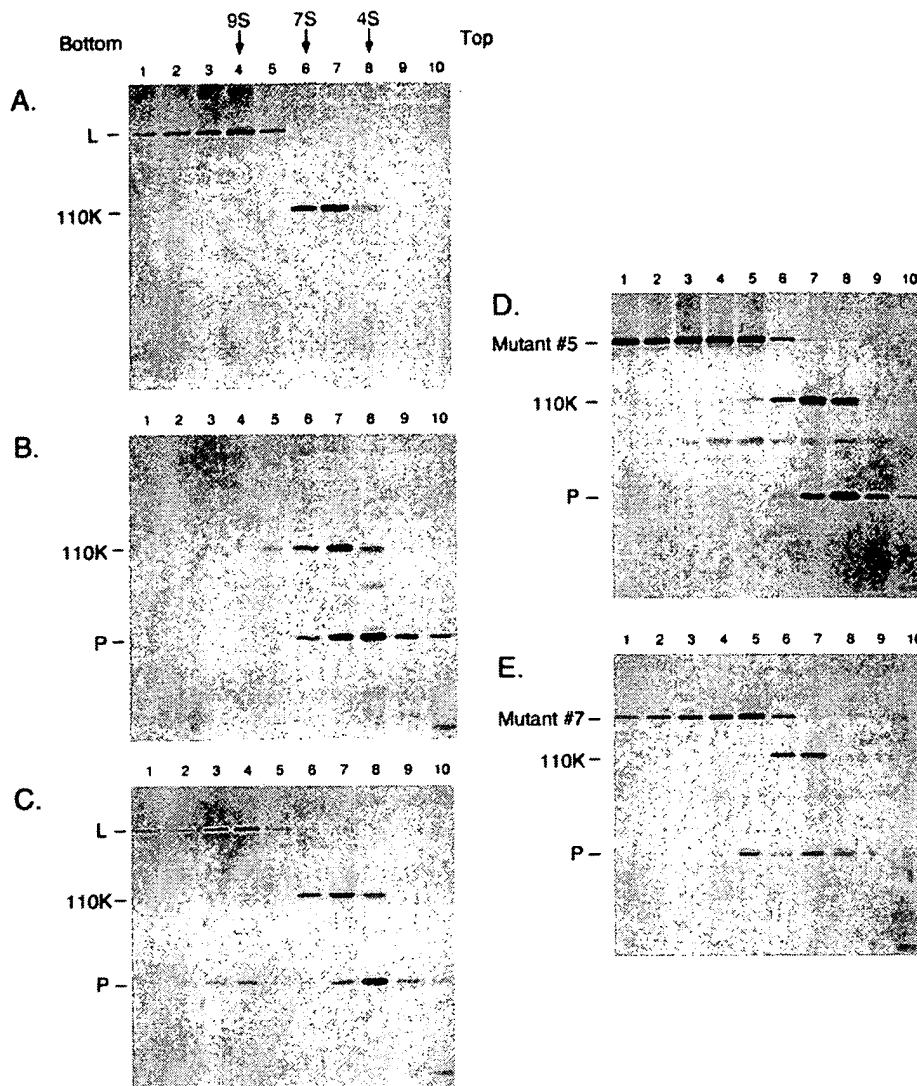 9S 7S 4S
Bottom Top
1 2 3 4 5 6 7 8 9 10
A.
L –
110K –
B.
1 2 3 4 5 6 7 8 9 10
110K –
P –
C.
1 2 3 4 5 6 7 8 9 10
L –
110K –
P –
D.
1 2 3 4 5 6 7 8 9 10
Mutant #5 –
110K –
P –
E.
1 2 3 4 5 6 7 8 9 10
Mutant #7 –
110K –
P –